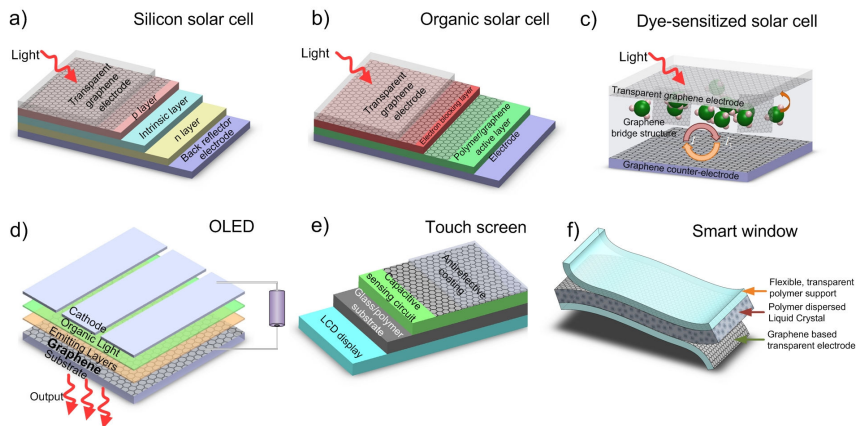 a)
Silicon solar cell
Light
Transparent
graphene
electrode
p layer
Intrinsic layer
n layer
Back reflector
electrode
b)
Organic solar cell
Light
Transparent
graphene
electrode
Electron blocking layer
Polymer/graphene
active layer
Electrode
c)
Dye-sensitized solar cell
Light
Transparent graphene electrode
Graphene
bridge structure
Graphene counter-electrode
d)
OLED
Cathode
Organic Light
Emitting Layers
Graphene
Substrate
Output
e)
Touch screen
Antireflective
coating
Capacitive
sensing circuit
Glass/polymer
substrate
LCD display
f)
Smart window
Flexible, transparent
polymer support
Polymer dispersed
Liquid Crystal
Graphene based
transparent electrode